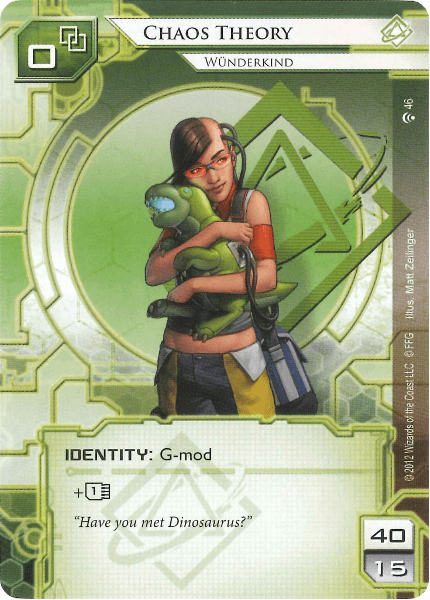 0
CHAOS THEORY
WÜNDERKIND
46
Illus. Matt Zeilinger
© FFG
© 2012 Wizards of the Coast LLC
IDENTITY: G-mod
+1
“Have you met Dinosaurus?”
40
15